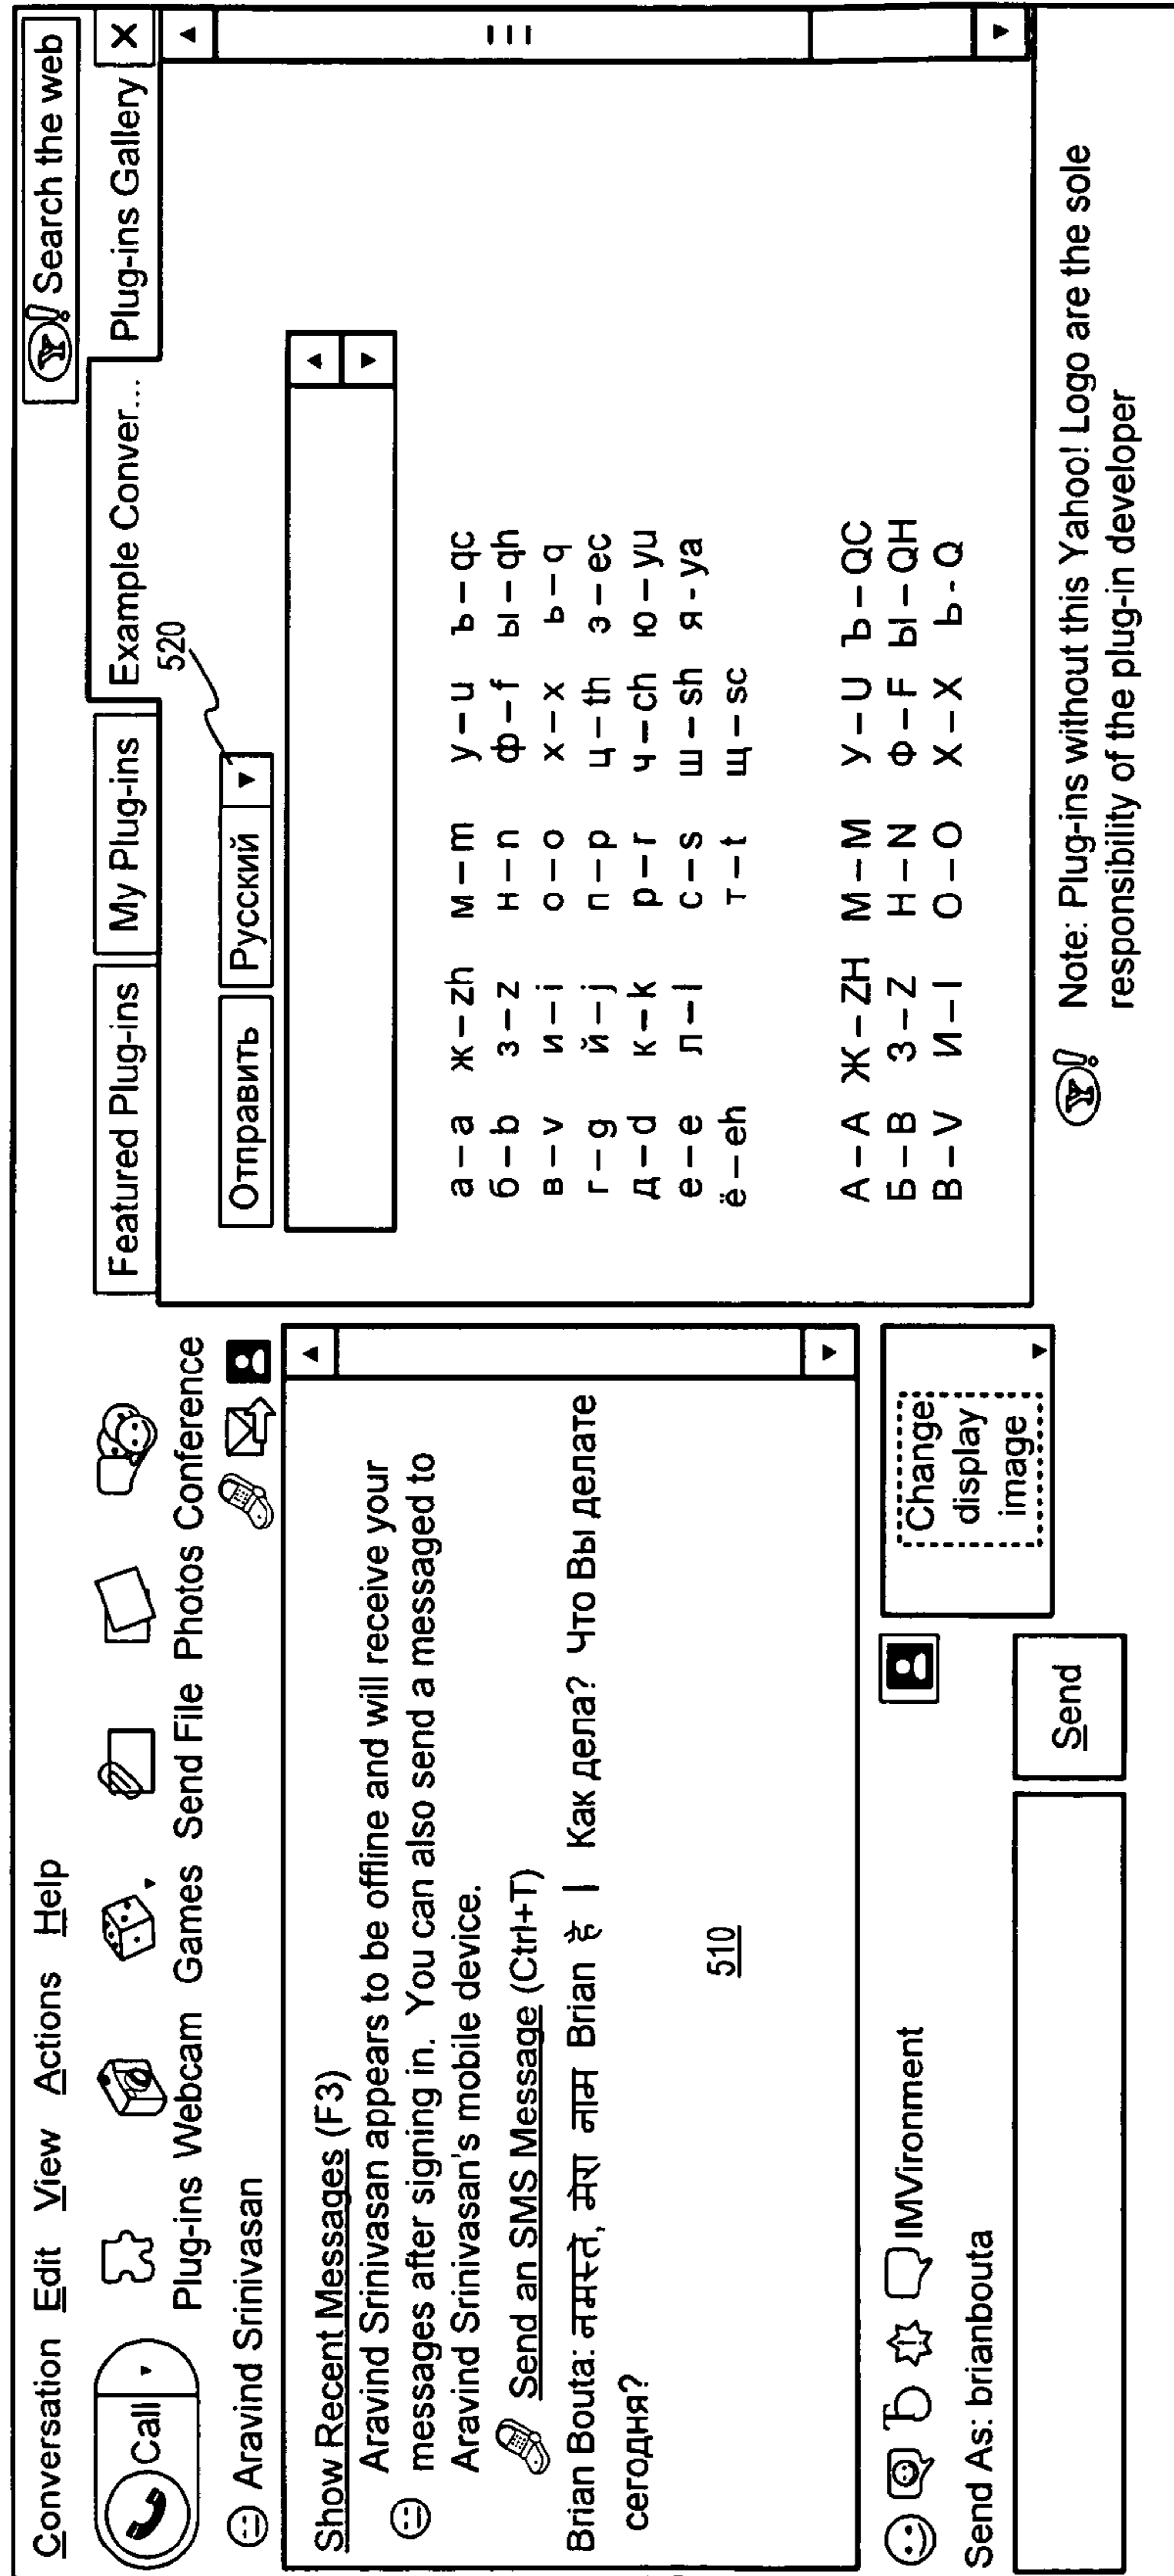 Conversation Edit View Actions Help
Search the web
Call
Plug-ins Webcam Games Send File Photos Conference
Aravind Srinivasan
Show Recent Messages (F3)
Aravind Srinivasan appears to be offline and will receive your
messages after signing in. You can also send a messaged to
Aravind Srinivasan's mobile device.
Send an SMS Message (Ctrl+T)
Brian Bouta: नमस्ते, मेरा नाम Brian है | Как дела? Что Вы делате
сегодня?
510
IMVironment
Send As: brianbouta
Send
Change
display
image
Featured Plug-ins My Plug-ins Example Conver... Plug-ins Gallery X
520
Отправить Русский
а – a ж – zh м – m у – u ъ – qc
б – b з – z н – n ф – f ы – qh
в – v и – i о – o х – x ь – q
г – g й – j п – p ц – th э – ec
д – d к – k р – r ч – ch ю – yu
е – e л – l с – s ш – sh я - ya
ё – eh т – t щ – sc
А – A Ж – ZH М – M У – U Ъ – QC
Б – B З – Z Н – N Ф – F Ы – QH
В – V И – I О – O Х – X Ь - Q
Y! Note: Plug-ins without this Yahoo! Logo are the sole
responsibility of the plug-in developer